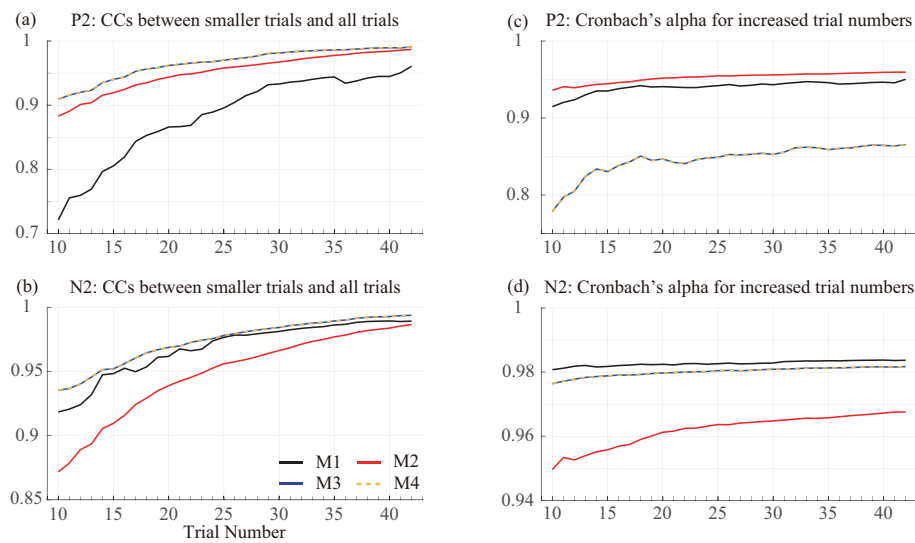 (a) P2: CCs between smaller trials and all trials
1
0.9
0.8
0.7
10 15 20 25 30 35 40
(b) N2: CCs between smaller trials and all trials
1
0.95
0.9
0.85
M1 M2
M3 M4
10 15 20 25 30 35 40
Trial Number
(c) P2: Cronbach's alpha for increased trial numbers
1
0.9
0.8
10 15 20 25 30 35 40
(d) N2: Cronbach's alpha for increased trial numbers
1
0.98
0.96
0.94
10 15 20 25 30 35 40